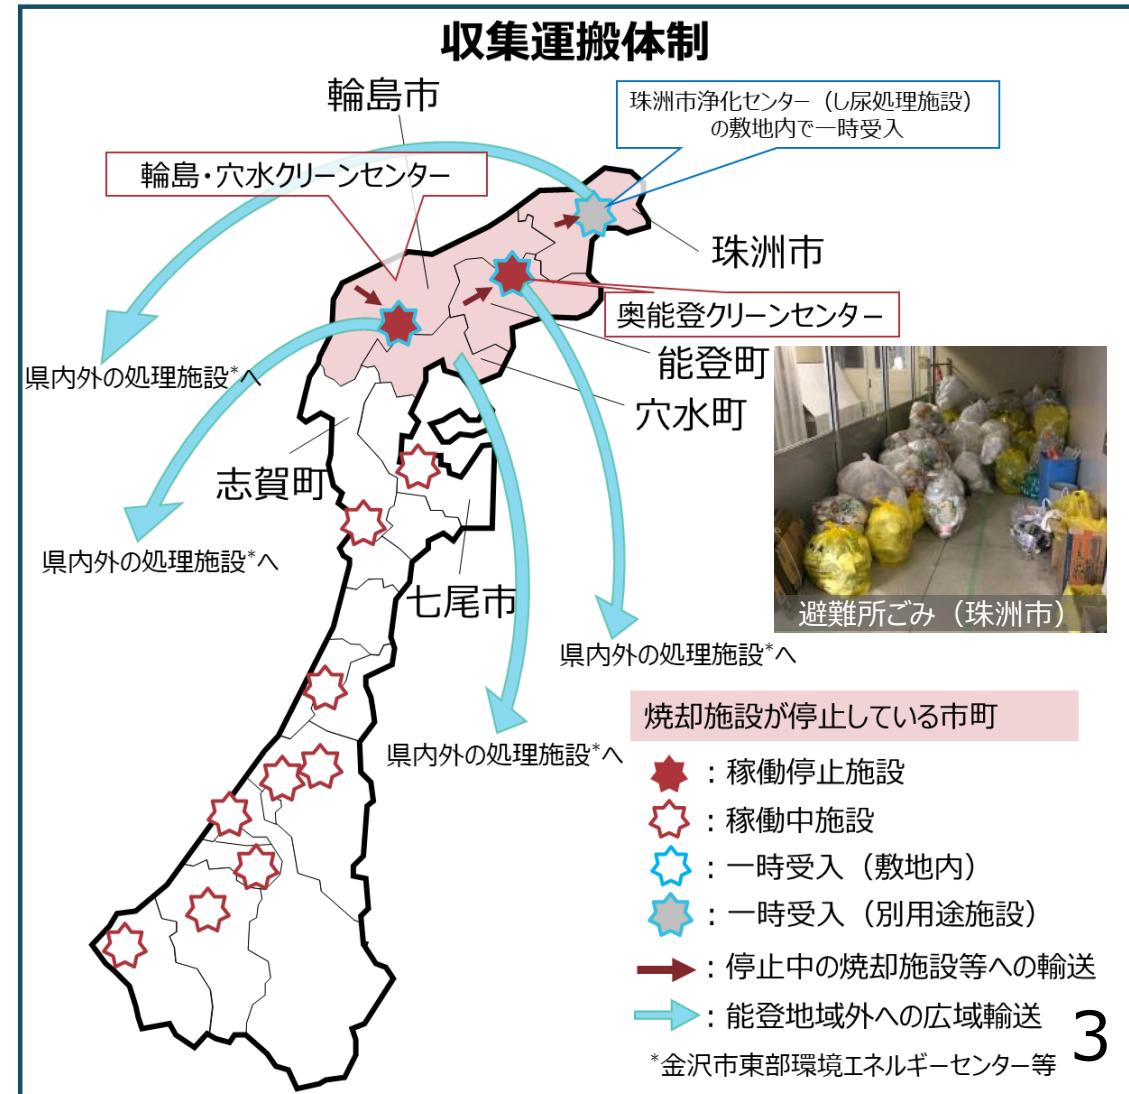 収集運搬体制
輪島市
珠洲市浄化センター（し尿処理施設）
の敷地内で一時受入
輪島・穴水クリーンセンター
珠洲市
奥能登クリーンセンター
能登町
県内外の処理施設*へ
穴水町
志賀町
県内外の処理施設*へ
七尾市
避難所ごみ（珠洲市）
県内外の処理施設*へ
県内外の処理施設*へ
焼却施設が停止している市町
：稼働停止施設
：稼働中施設
：一時受入（敷地内）
：一時受入（別用途施設）
：停止中の焼却施設等への輸送
：能登地域外への広域輸送
*金沢市東部環境エネルギーセンター等
3